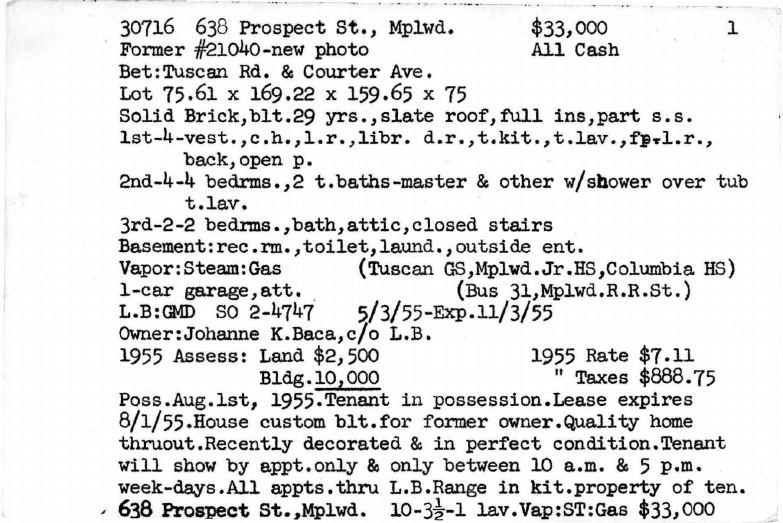 30716 638 Prospect St., Mplwd. $33,000 1
Former #21040-new photo All Cash
Bet:Tuscan Rd. & Courter Ave.
Lot 75.61 x 169.22 x 159.65 x 75
Solid Brick,blt.29 yrs.,slate roof,full ins,part s.s.
1st-4-vest.,c.h.,l.r.,libr. d.r.,t.kit.,t.lav.,fp.l.r.,
back,open p.
2nd-4-4 bedrms.,2 t.baths-master & other w/shower over tub
t.lav.
3rd-2-2 bedms.,bath,attic,closed stairs
Basement:rec.rm.,toilet,laund.,outside ent.
Vapor:Steam:Gas (Tuscan GS,Mplwd.Jr.HS,Columbia HS)
1-car garage,att. (Bus 31,Mplwd.R.R.St.)
L.B:GMD SO 2-4747 5/3/55-Exp.11/3/55
Owner:Johanne K.Baca,c/o L.B.
1955 Assess: Land $2,500 1955 Rate $7.11
Bldg.10,000 " Taxes $888.75
Poss.Aug.1st, 1955.Tenant in possession.Lease expires
8/1/55.House custom blt.for former owner.Quality home
thruout.Recently decorated & in perfect condition.Tenant
will show by appt.only & only between 10 a.m. & 5 p.m.
week-days.All appts.thru L.B.Range in kit.property of ten.
638 Prospect St.,Mplwd. 10-3½-1 lav.Vap:ST:Gas $33,000